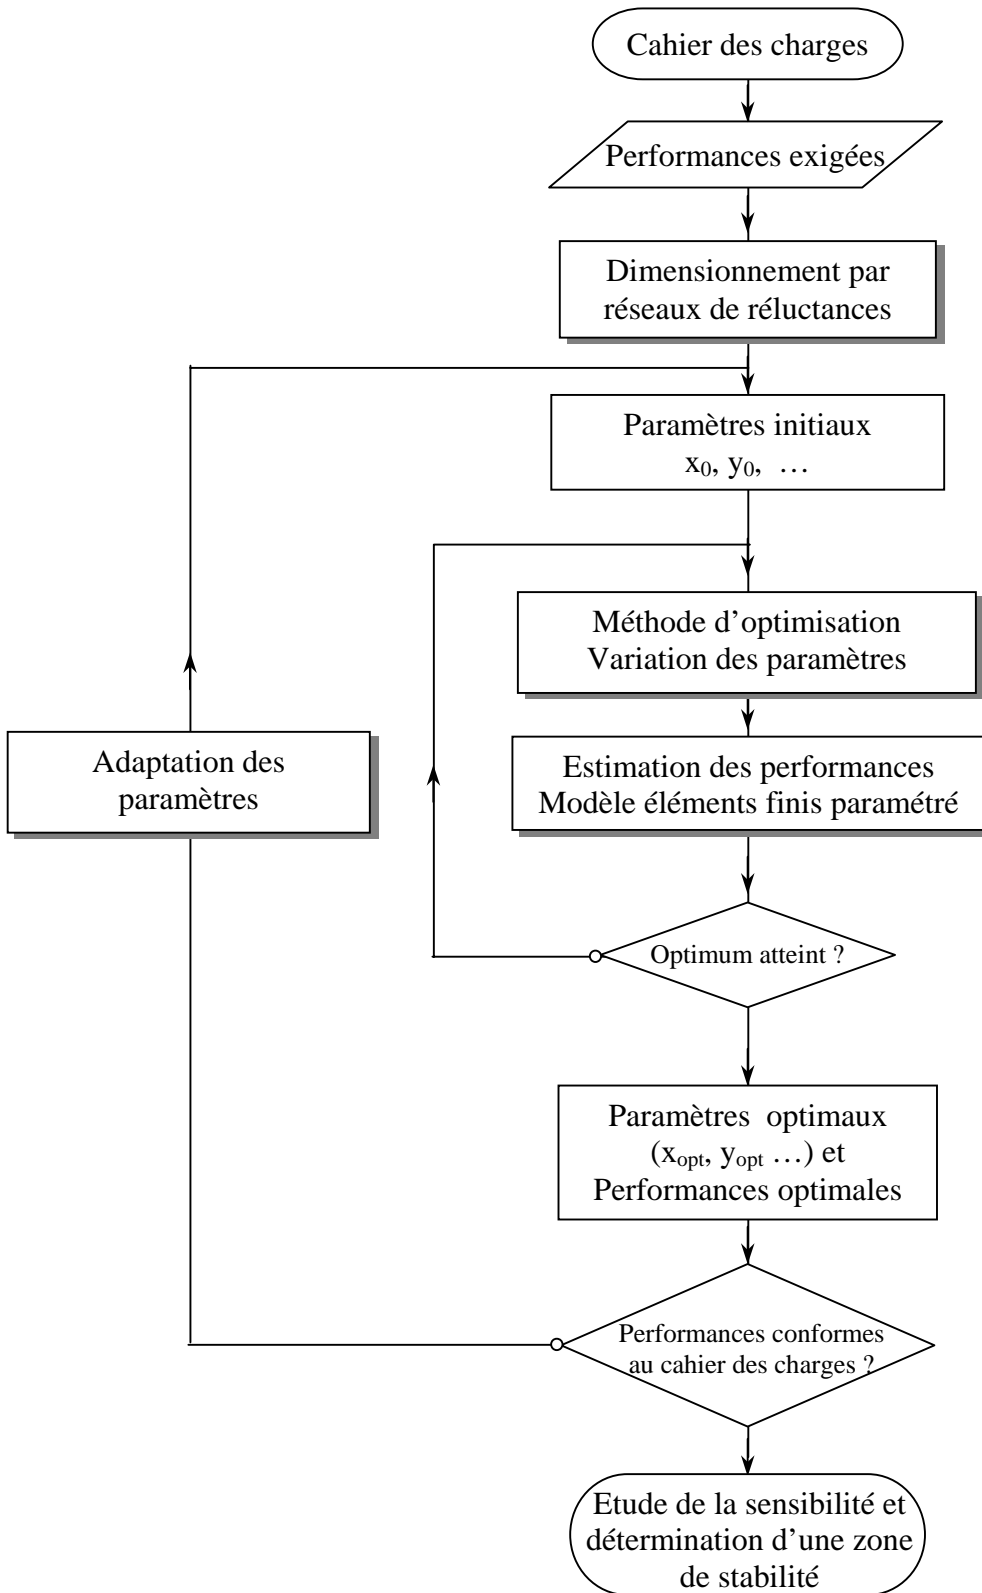 Cahier des charges
Performances exigées
Dimensionnement par
réseaux de réluctances
Paramètres initiaux
x₀, y₀, …
Méthode d’optimisation
Variation des paramètres
Adaptation des
paramètres
Estimation des performances
Modèle éléments finis paramétré
Optimum atteint ?
Paramètres optimaux
(xopt, yopt …) et
Performances optimales
Performances conformes
au cahier des charges ?
Etude de la sensibilité et
détermination d’une zone
de stabilité